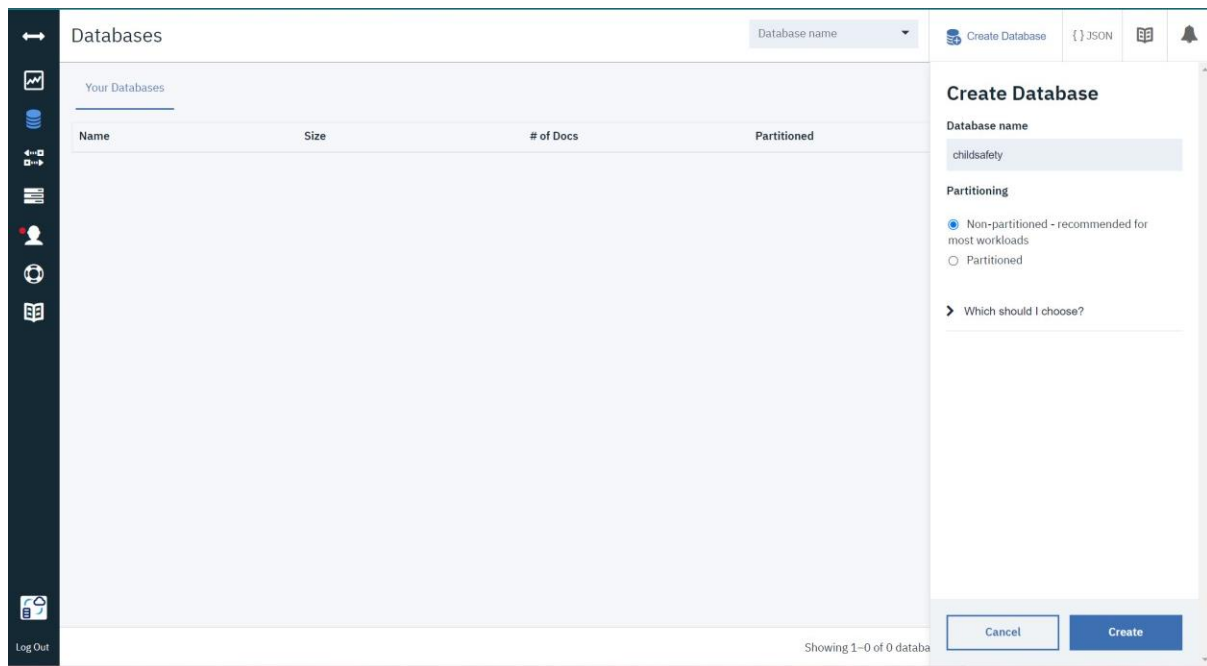 Databases
Database name
Create Database
{ } JSON
Your Databases
Name Size # of Docs Partitioned
Create Database
Database name
childsafety
Partitioning
Non-partitioned - recommended for
most workloads
Partitioned
Which should I choose?
Cancel
Create
Log Out
Showing 1–0 of 0 databa